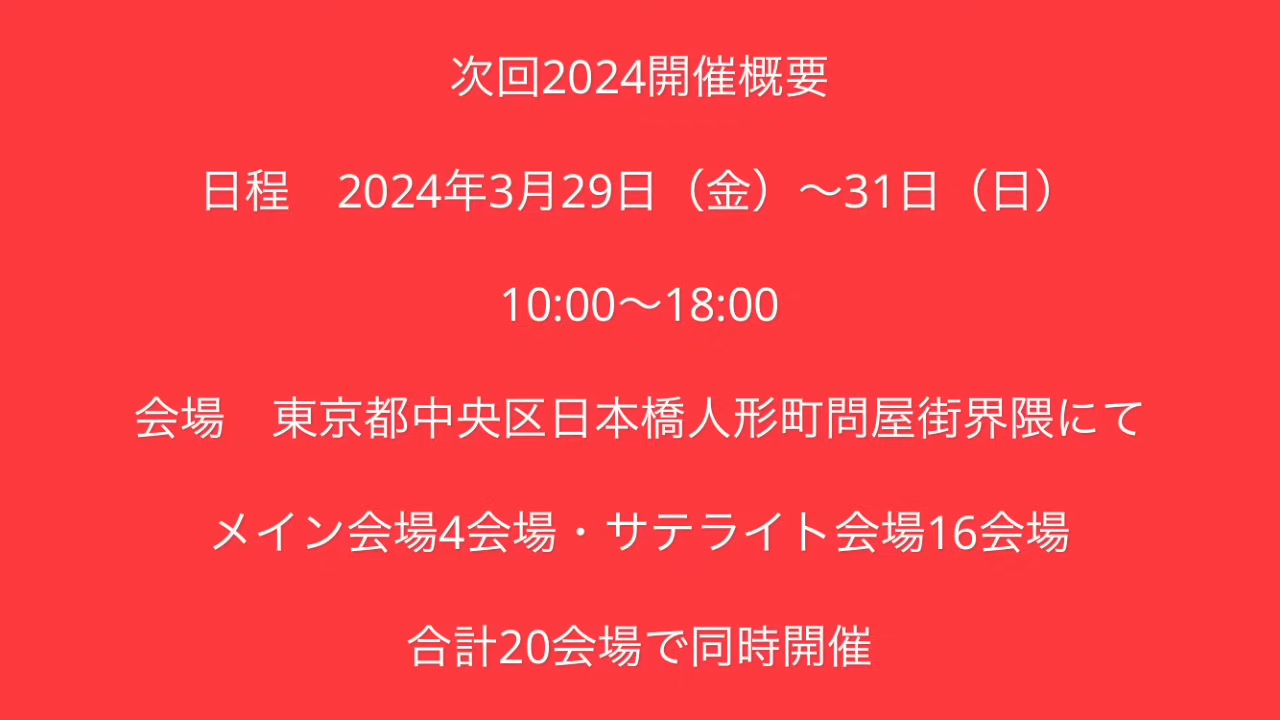 次回2024開催概要
日程　2024年3月29日（金）～31日（日）
10:00～18:00
会場　東京都中央区日本橋人形町問屋街界隈にて
メイン会場4会場・サテライト会場16会場
合計20会場で同時開催